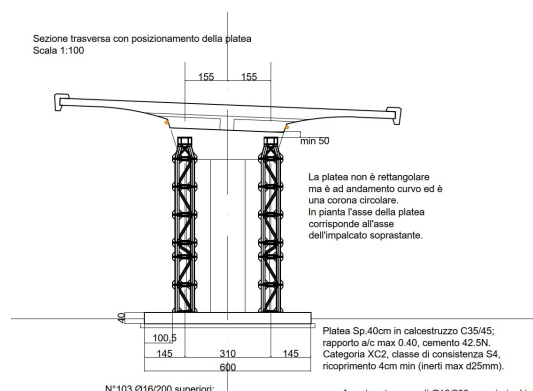 Sezione trasversa con posizionamento della platea
Scala 1:100
155 155
min 50
La platea non è rettangolare
ma è ad andamento curvo ed è
una corona circolare.
In pianta l'asse della platea
corrisponde all'asse
dell'impalcato soprastante.
40
Platea Sp.40cm in calcestruzzo C35/45;
rapporto a/c max 0.40, cemento 42.5N.
Categoria XC2, classe di consistenza S4,
ricoprimento 4cm min (inerti max d25mm).
100,5
145 310 145
600
N°103 Ø16/200 superiori;